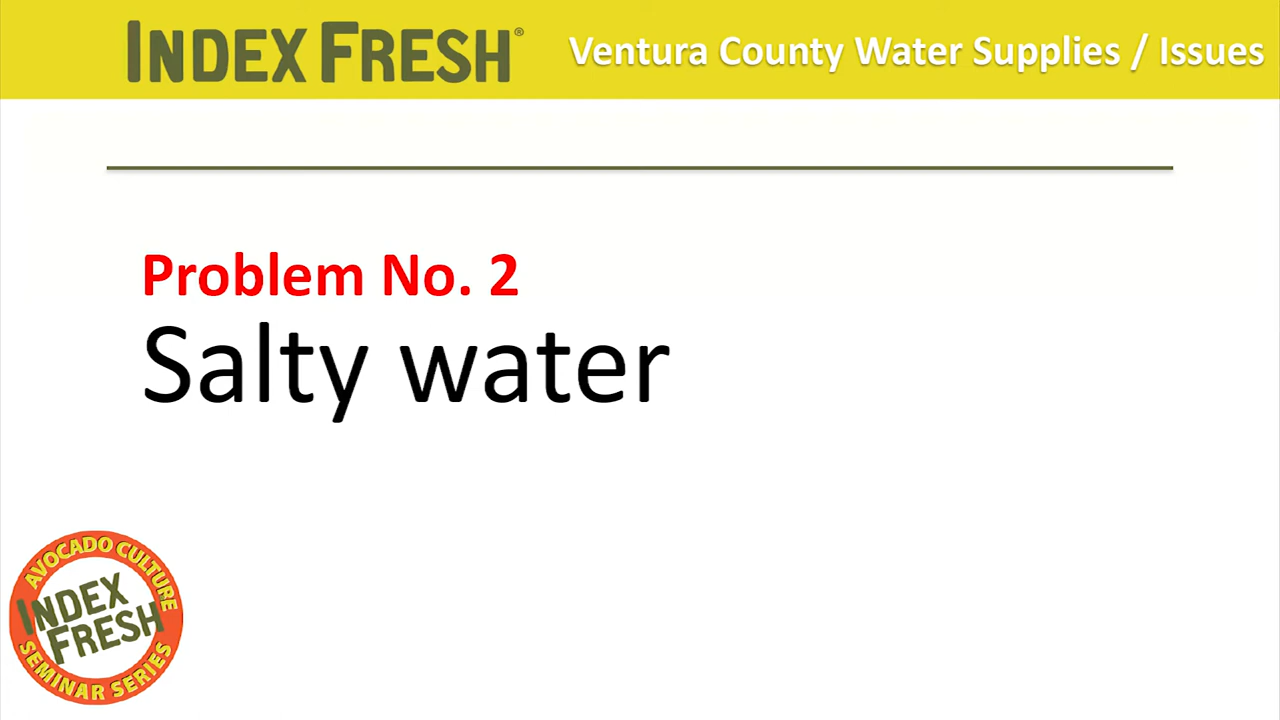 INDEX FRESH®
Ventura County Water Supplies / Issues
Problem No. 2
Salty water
AVOCADO CULTURE
INDEX
FRESH
SEMINAR SERIES